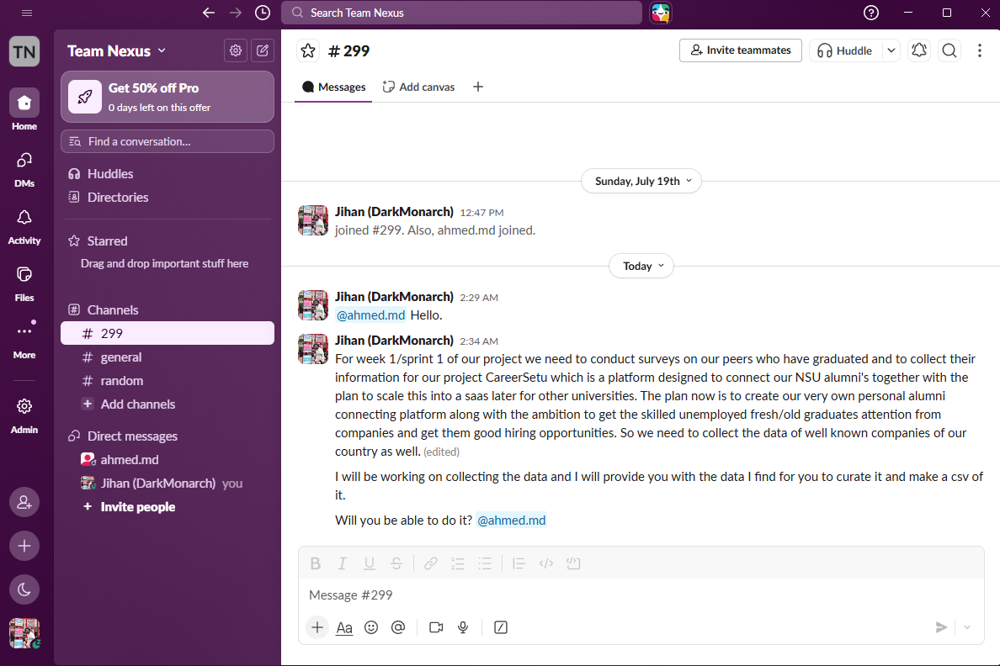 Search Team Nexus
TN
Home
DMs
Activity
Files
More
Admin
Team Nexus
Get 50% off Pro
0 days left on this offer
Find a conversation...
Huddles
Directories
Starred
Drag and drop important stuff here
Channels
# 299
# general
# random
+ Add channels
Direct messages
ahmed.md
Jihan (DarkMonarch) you
+ Invite people
# 299
Invite teammates
Huddle
Messages
Add canvas
Sunday, July 19th
Jihan (DarkMonarch) 12:47 PM
joined #299. Also, ahmed.md joined.
Today
Jihan (DarkMonarch) 2:29 AM
@ahmed.md Hello.
Jihan (DarkMonarch) 2:34 AM
For week 1/sprint 1 of our project we need to conduct surveys on our peers who have graduated and to collect their
information for our project CareerSetu which is a platform designed to connect our NSU alumni's together with the
plan to scale this into a saas later for other universities. The plan now is to create our very own personal alumni
connecting platform along with the ambition to get the skilled unemployed fresh/old graduates attention from
companies and get them good hiring opportunities. So we need to collect the data of well known companies of our
country as well. (edited)
I will be working on collecting the data and I will provide you with the data I find for you to curate it and make a csv of
it.
Will you be able to do it? @ahmed.md
B I U S
Message #299
Aa